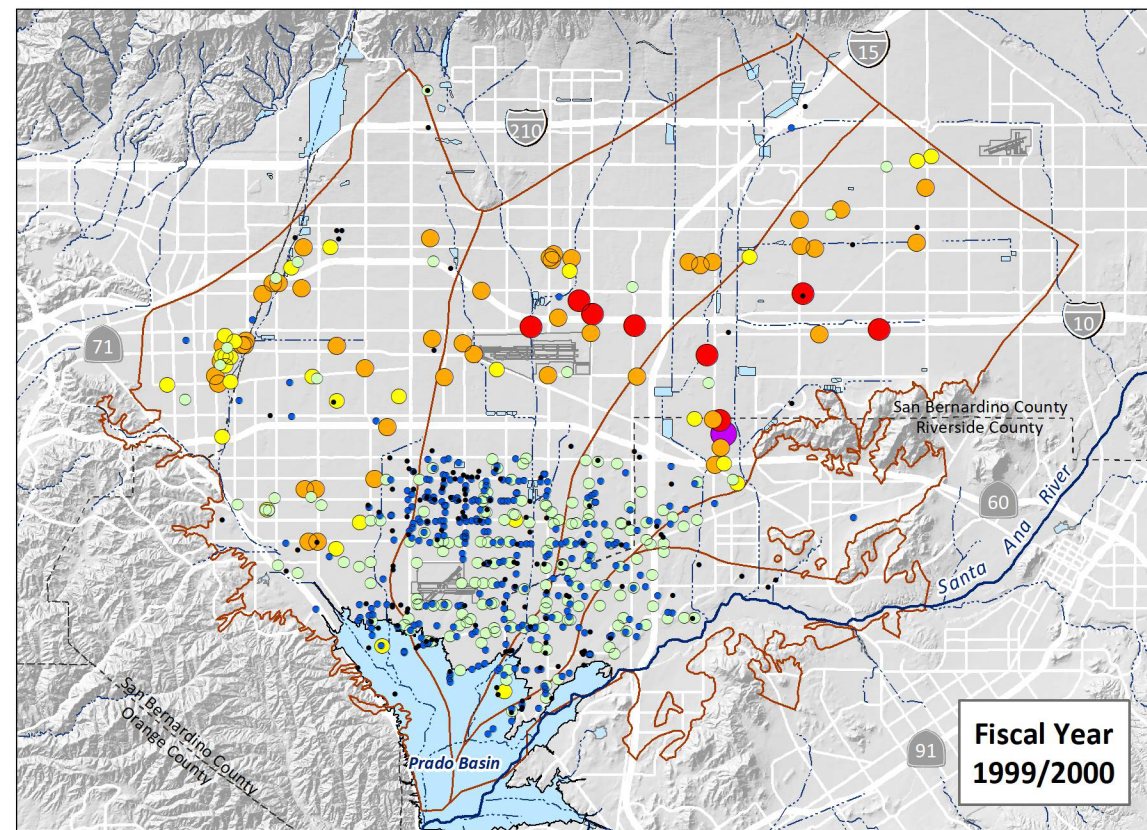 15
210
71
10
San Bernardino County
Riverside County
60
Santa Ana River
San Bernardino County
Orange County
Prado Basin
91
Fiscal Year
1999/2000